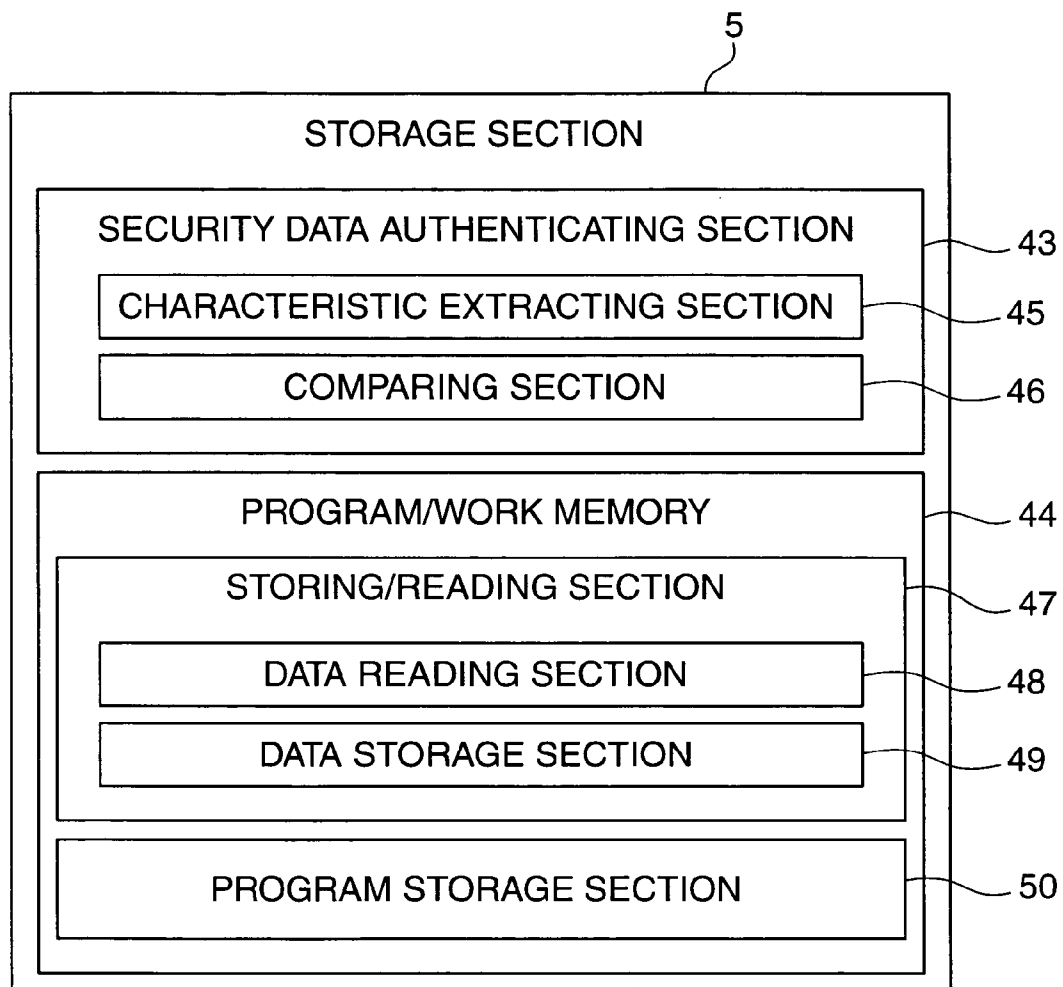 5
STORAGE SECTION
SECURITY DATA AUTHENTICATING SECTION
43
CHARACTERISTIC EXTRACTING SECTION
45
COMPARING SECTION
46
PROGRAM/WORK MEMORY
44
STORING/READING SECTION
47
DATA READING SECTION
48
DATA STORAGE SECTION
49
PROGRAM STORAGE SECTION
50